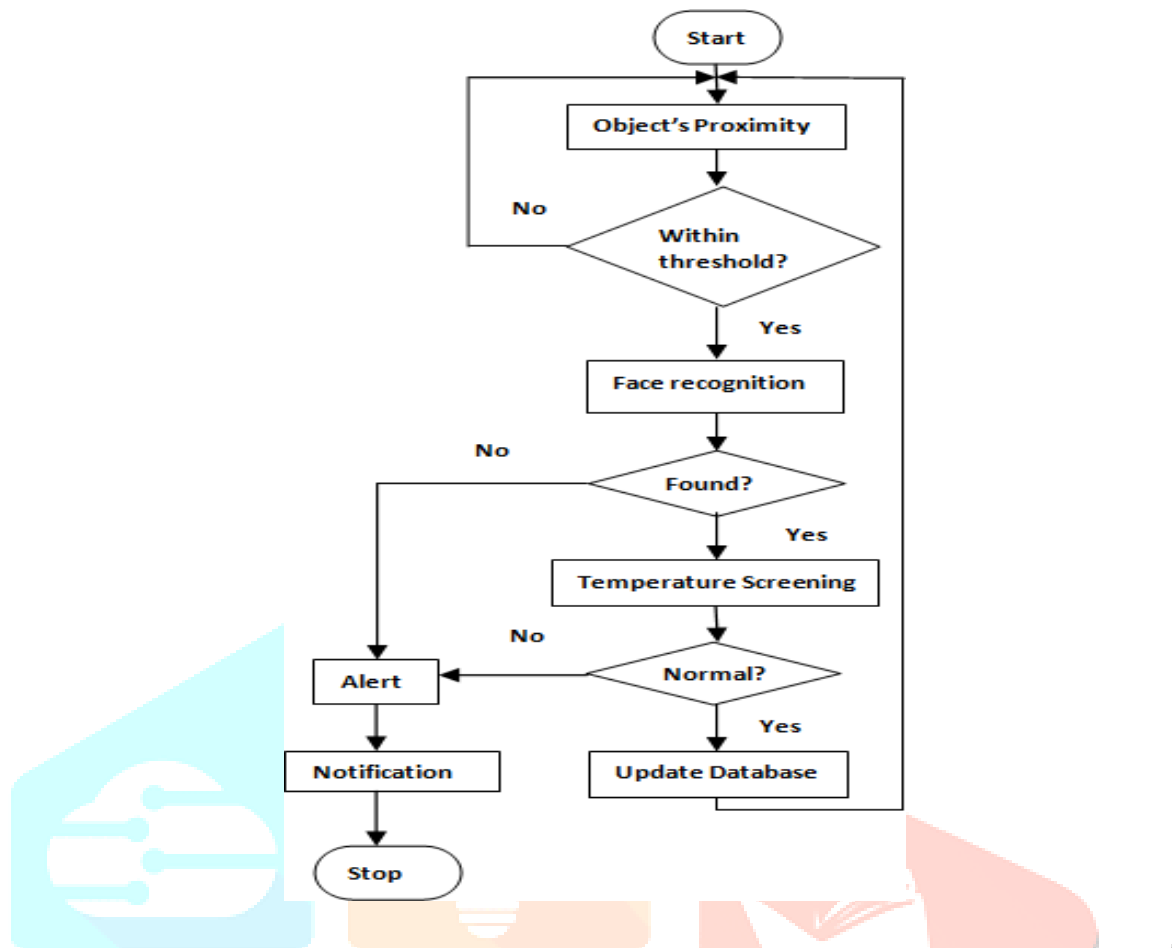 Start
Object's Proximity
No
Within
threshold?
Yes
Face recognition
No
Found?
Yes
Temperature Screening
No
Normal?
Alert
Yes
Notification
Update Database
Stop